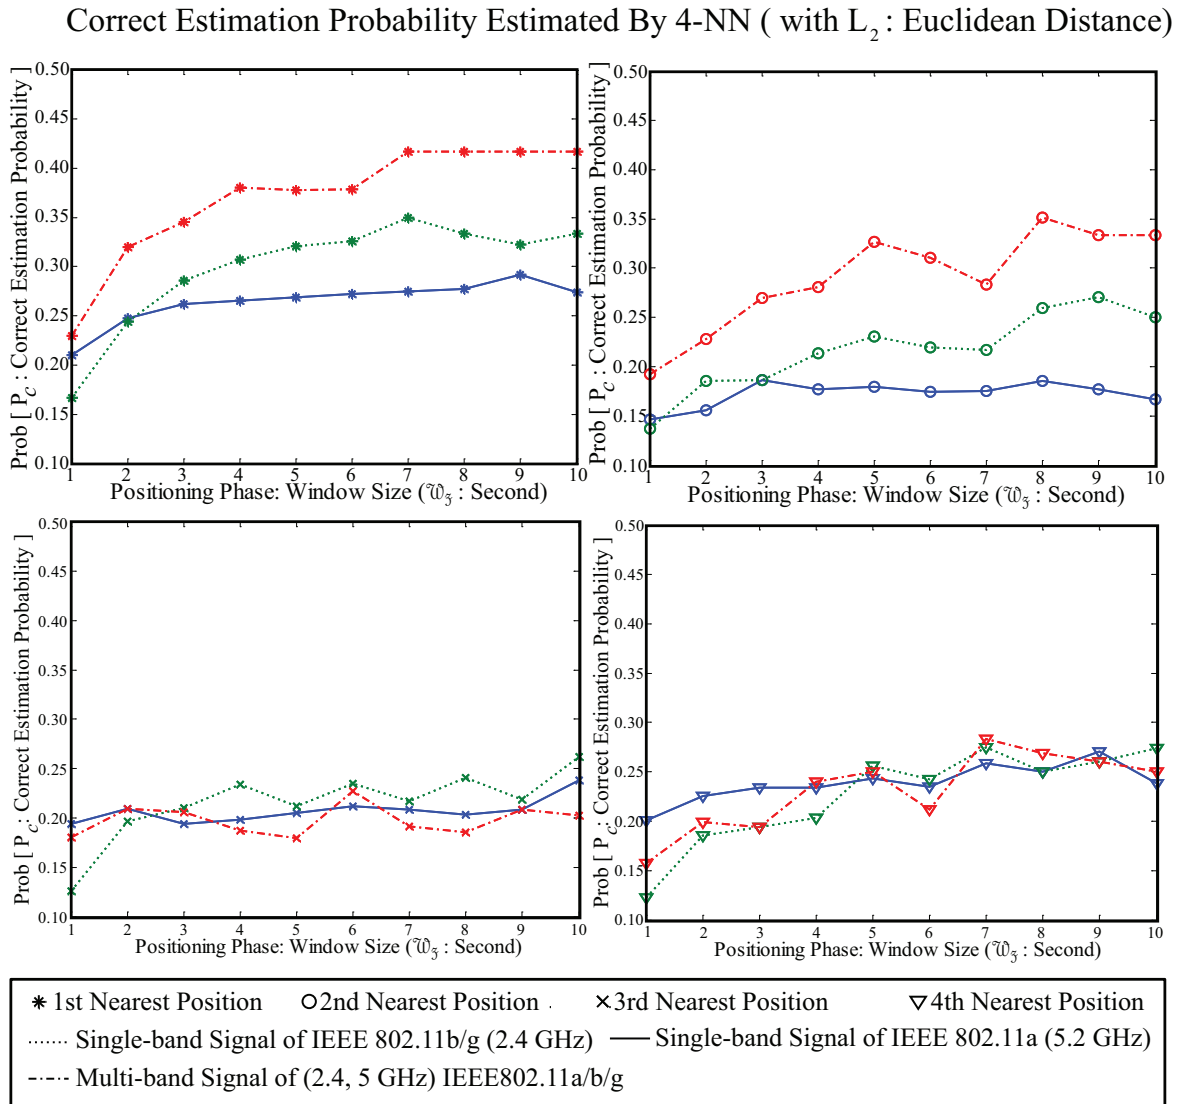 Correct Estimation Probability Estimated By 4-NN ( with L2 : Euclidean Distance)
Prob [ P_C : Correct Estimation Probability ]
0.50
0.45
0.40
0.35
0.30
0.25
0.20
0.15
0.10
1 2 3 4 5 6 7 8 9 10
Positioning Phase: Window Size (𝔚_𝔷 : Second)
Prob [ P_C : Correct Estimation Probability ]
0.50
0.45
0.40
0.35
0.30
0.25
0.20
0.15
0.10
1 2 3 4 5 6 7 8 9 10
Positioning Phase: Window Size (𝔚_𝔷 : Second)
Prob [ P_C : Correct Estimation Probability ]
0.50
0.45
0.40
0.35
0.30
0.25
0.20
0.15
0.10
1 2 3 4 5 6 7 8 9 10
Positioning Phase: Window Size (𝔚_𝔷 : Second)
Prob [ P_C : Correct Estimation Probability ]
0.50
0.45
0.40
0.35
0.30
0.25
0.20
0.15
0.10
1 2 3 4 5 6 7 8 9 10
Positioning Phase: Window Size (𝔚_𝔷 : Second)
1st Nearest Position 2nd Nearest Position . 3rd Nearest Position 4th Nearest Position
Single-band Signal of IEEE 802.11b/g (2.4 GHz) Single-band Signal of IEEE 802.11a (5.2 GHz)
Multi-band Signal of (2.4, 5 GHz) IEEE802.11a/b/g